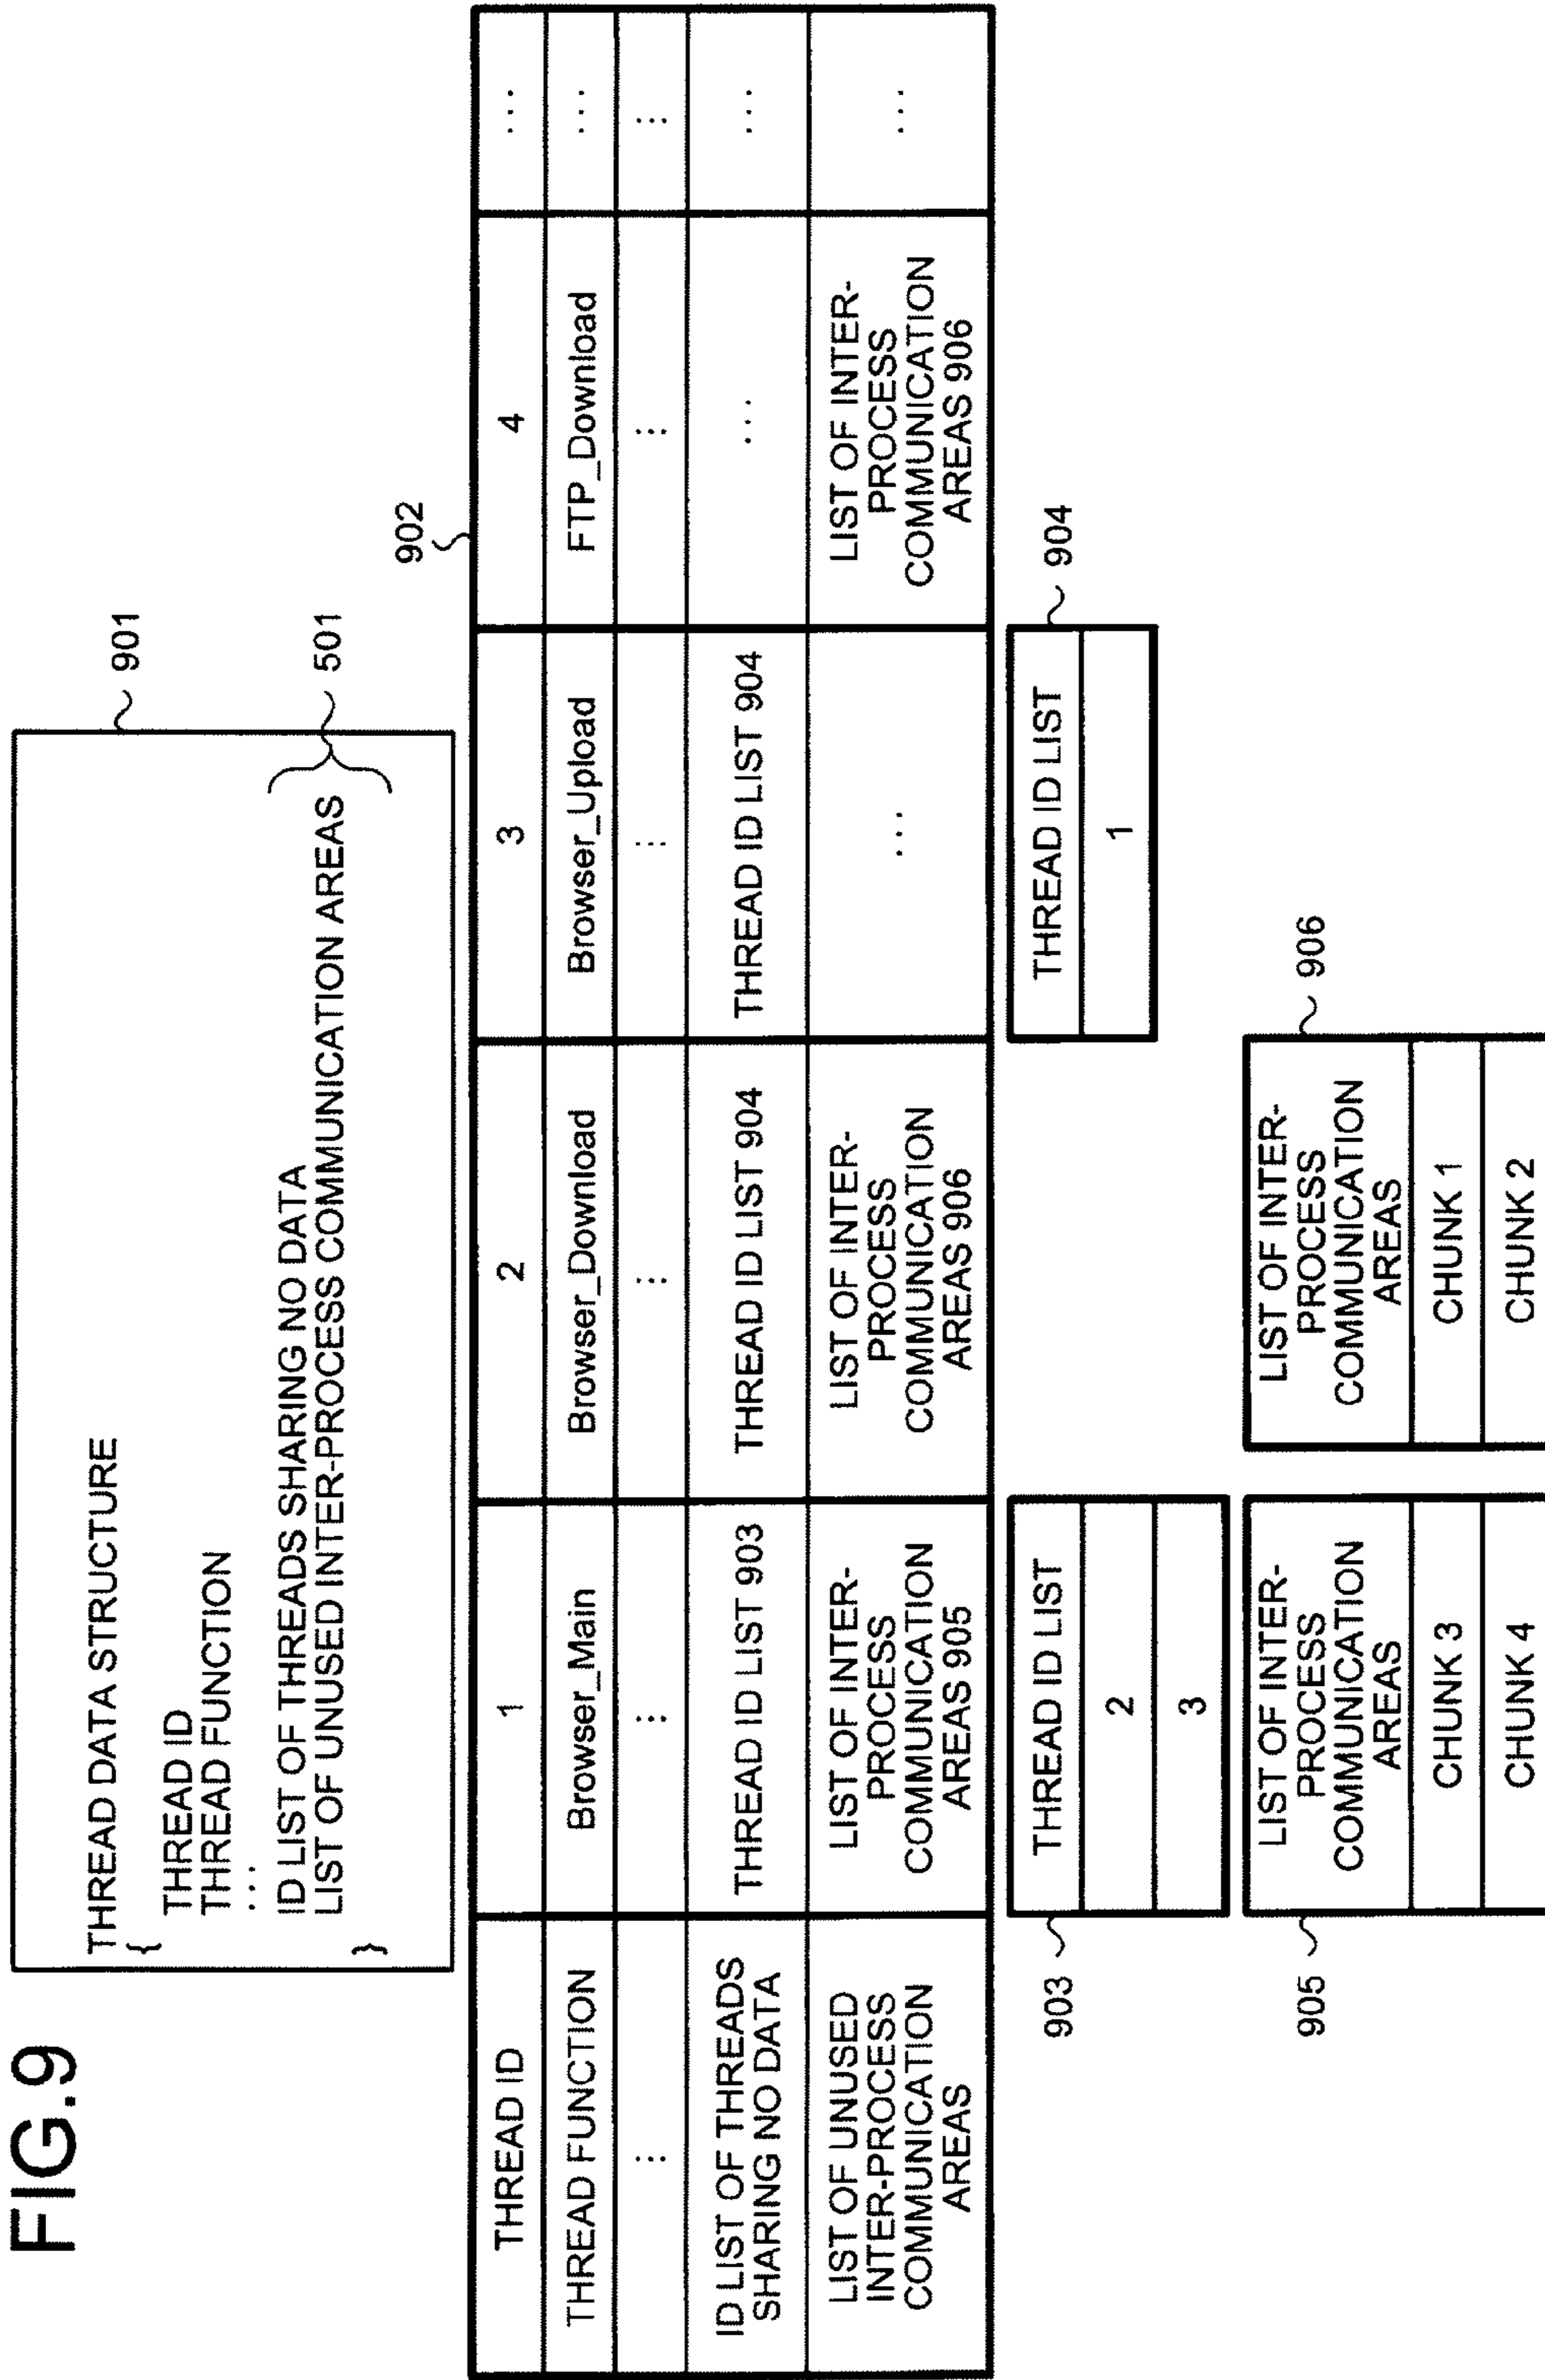 FIG.9
901
THREAD DATA STRUCTURE
{
THREAD ID
THREAD FUNCTION
...
ID LIST OF THREADS SHARING NO DATA
LIST OF UNUSED INTER-PROCESS COMMUNICATION AREAS
}
501
902
THREAD ID
1
2
3
4
...
THREAD FUNCTION
Browser_Main
Browser_Download
Browser_Upload
FTP_Download
...
...
...
...
...
...
...
ID LIST OF THREADS
SHARING NO DATA
THREAD ID LIST 903
THREAD ID LIST 904
THREAD ID LIST 904
...
...
LIST OF UNUSED
INTER-PROCESS
COMMUNICATION
AREAS
LIST OF INTER-
PROCESS
COMMUNICATION
AREAS 905
LIST OF INTER-
PROCESS
COMMUNICATION
AREAS 906
...
LIST OF INTER-
PROCESS
COMMUNICATION
AREAS 906
...
903
THREAD ID LIST
2
3
904
THREAD ID LIST
1
905
LIST OF INTER-
PROCESS
COMMUNICATION
AREAS
CHUNK 3
CHUNK 4
906
LIST OF INTER-
PROCESS
COMMUNICATION
AREAS
CHUNK 1
CHUNK 2